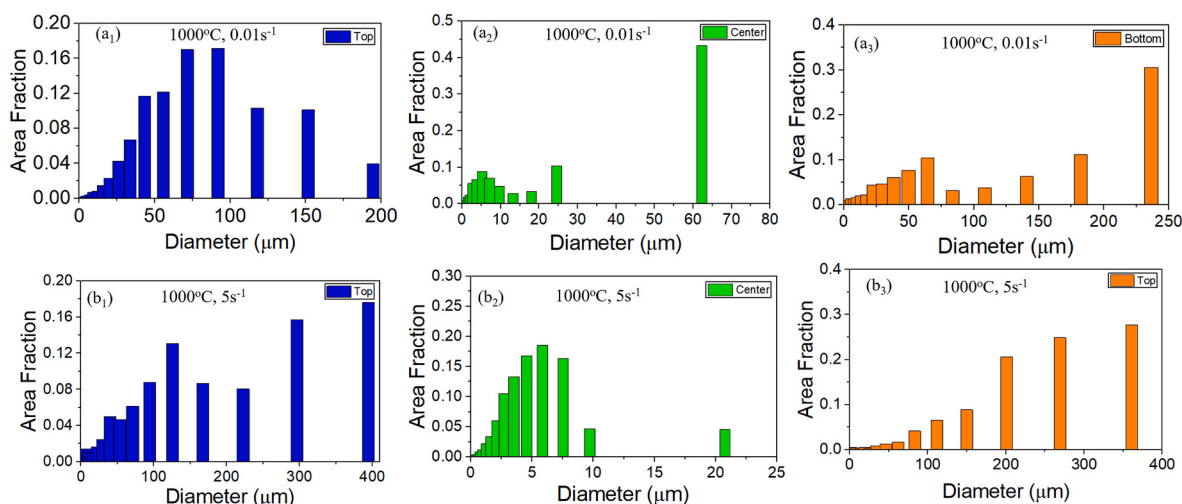 (a1) 1000°C, 0.01s-1 Top
Area Fraction
0.20
0.16
0.12
0.08
0.04
0.00
0 50 100 150 200
Diameter (μm)
(a2) 1000°C, 0.01s-1 Center
Area Fraction
0.5
0.4
0.3
0.2
0.1
0.0
0 10 20 30 40 50 60 70 80
Diameter (μm)
(a3) 1000°C, 0.01s-1 Bottom
Area Fraction
0.4
0.3
0.2
0.1
0.0
0 50 100 150 200 250
Diameter (μm)
(b1) 1000°C, 5s-1 Top
Area Fraction
0.20
0.16
0.12
0.08
0.04
0.00
0 100 200 300 400
Diameter (μm)
(b2) 1000°C, 5s-1 Center
Area Fraction
0.30
0.25
0.20
0.15
0.10
0.05
0.00
0 5 10 15 20 25
Diameter (μm)
(b3) 1000°C, 5s-1 Top
Area Fraction
0.4
0.3
0.2
0.1
0.0
0 100 200 300 400
Diameter (μm)